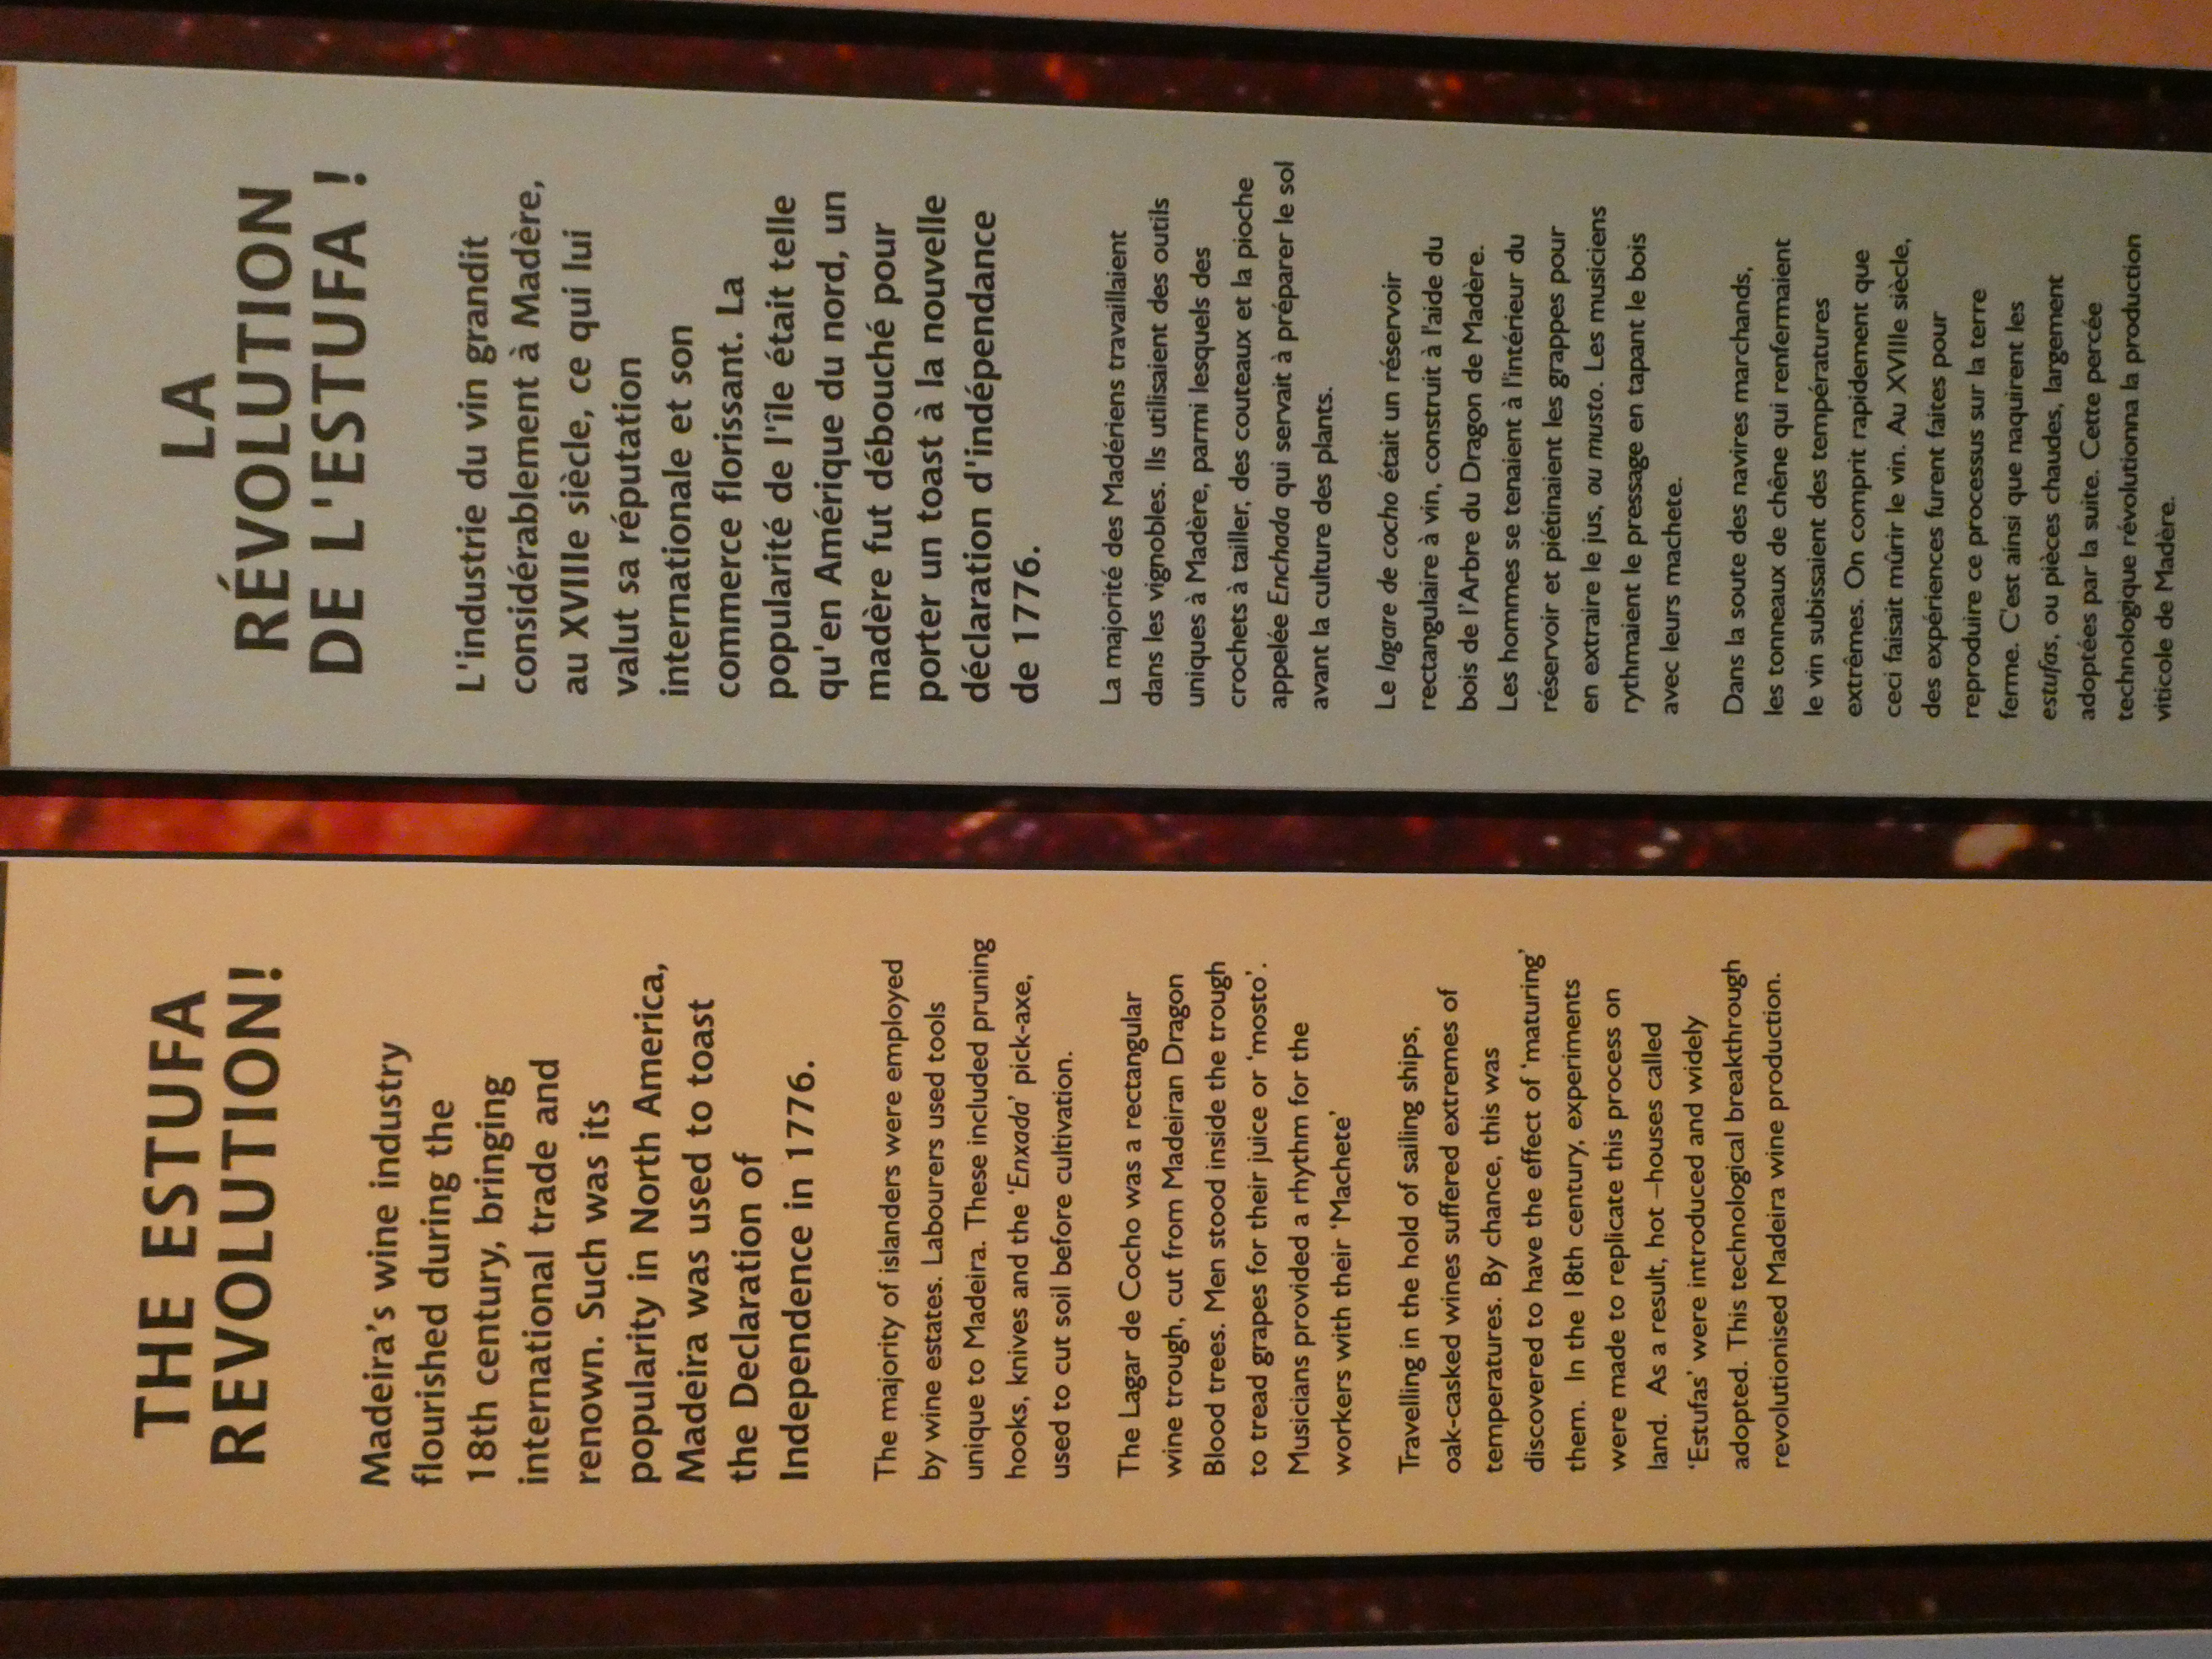 THE ESTUFA
REVOLUTION!
Madeira’s wine industry
flourished during the
18th century, bringing
international trade and
renown. Such was its
popularity in North America,
Madeira was used to toast
the Declaration of
Independence in 1776.
The majority of islanders were employed
by wine estates. Labourers used tools
unique to Madeira. These included pruning
hooks, knives and the ‘Enxada’ pick-axe,
used to cut soil before cultivation.
The Lagar de Cocho was a rectangular
wine trough, cut from Madeiran Dragon
Blood trees. Men stood inside the trough
to tread grapes for their juice or ‘mosto’.
Musicians provided a rhythm for the
workers with their ‘Machete’
Travelling in the hold of sailing ships,
oak-casked wines suffered extremes of
temperatures. By chance, this was
discovered to have the effect of ‘maturing’
them. In the 18th century, experiments
were made to replicate this process on
land. As a result, hot –houses called
‘Estufas’ were introduced and widely
adopted. This technological breakthrough
revolutionised Madeira wine production.
LA
RÉVOLUTION
DE L'ESTUFA !
L'industrie du vin grandit
considérablement à Madère,
au XVIIIe siècle, ce qui lui
valut sa réputation
internationale et son
commerce florissant. La
popularité de l'île était telle
qu'en Amérique du nord, un
madère fut débouché pour
porter un toast à la nouvelle
déclaration d'indépendance
de 1776.
La majorité des Madériens travaillaient
dans les vignobles. Ils utilisaient des outils
uniques à Madère, parmi lesquels des
crochets à tailler, des couteaux et la pioche
appelée Enchada qui servait à préparer le sol
avant la culture des plants.
Le lagare de cocho était un réservoir
rectangulaire à vin, construit à l'aide du
bois de l'Arbre du Dragon de Madère.
Les hommes se tenaient à l'intérieur du
réservoir et piétinaient les grappes pour
en extraire le jus, ou musto. Les musiciens
rythmaient le pressage en tapant le bois
avec leurs machete.
Dans la soute des navires marchands,
les tonneaux de chêne qui renfermaient
le vin subissaient des températures
extrêmes. On comprit rapidement que
ceci faisait mûrir le vin. Au XVIIIe siècle,
des expériences furent faites pour
reproduire ce processus sur la terre
ferme. C'est ainsi que naquirent les
estufas, ou pièces chaudes, largement
adoptées par la suite. Cette percée
technologique révolutionna la production
viticole de Madère.